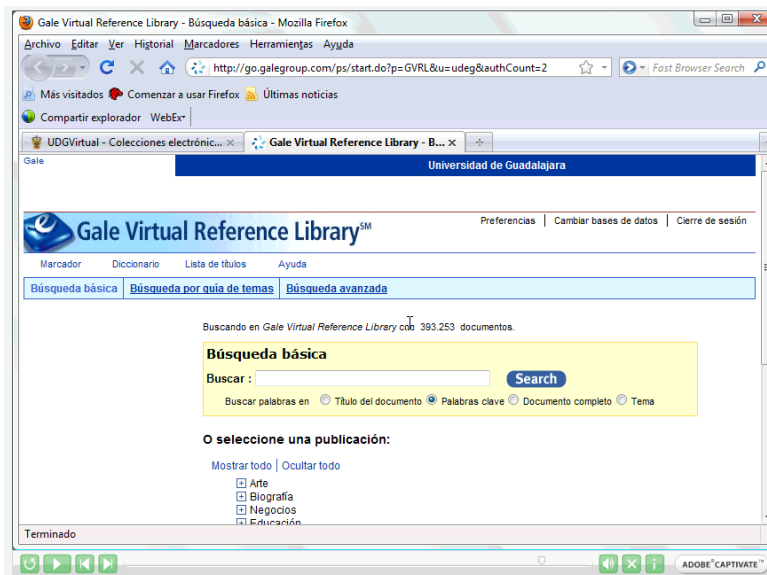 Gale Virtual Reference Library - Búsqueda básica - Mozilla Firefox
Archivo Editar Ver Historial Marcadores Herramientas Ayuda
http://go.galegroup.com/ps/start.do?p=GVRL&u=udeg&authCount=2 Fast Browser Search
Más visitados Comenzar a usar Firefox Últimas noticias
Compartir explorador WebEx
UDGVirtual - Colecciones electrónic... Gale Virtual Reference Library - B...
Gale Universidad de Guadalajara
Preferencias | Cambiar bases de datos | Cierre de sesión
Gale Virtual Reference Library SM
Marcador Diccionario Lista de títulos Ayuda
Búsqueda básica Búsqueda por guia de temas Búsqueda avanzada
Buscando en Gale Virtual Reference Library con 393.253 documentos.
Búsqueda básica
Buscar : Search
Buscar palabras en Título del documento Palabras clave Documento completo Tema
O seleccione una publicación:
Mostrar todo | Ocultar todo
Arte
Biografía
Negocios
Educación
Terminado
ADOBE® CAPTIVATE™